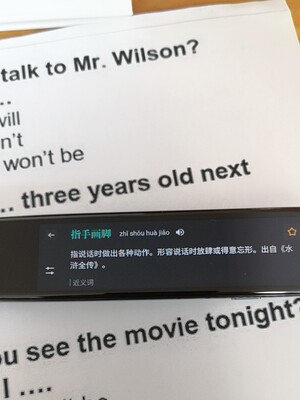 talk to Mr. Wilson?
..
will
n't
won't be
.. three years old next
← 指手画脚 zhǐ shǒu huà jiǎo
指说话时做出各种动作。形容说话时放肆或得意忘形。出自《水
浒全传》。
近义词
u see the movie tonight?
I ....